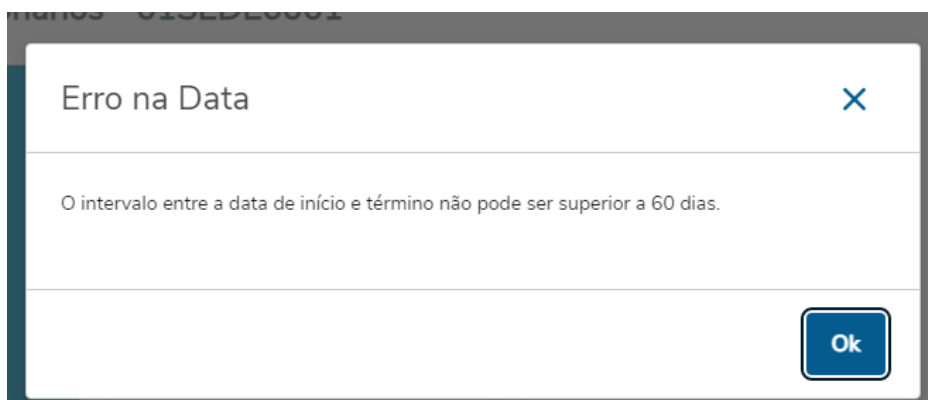 Erro na Data
O intervalo entre a data de início e término não pode ser superior a 60 dias.
Ok